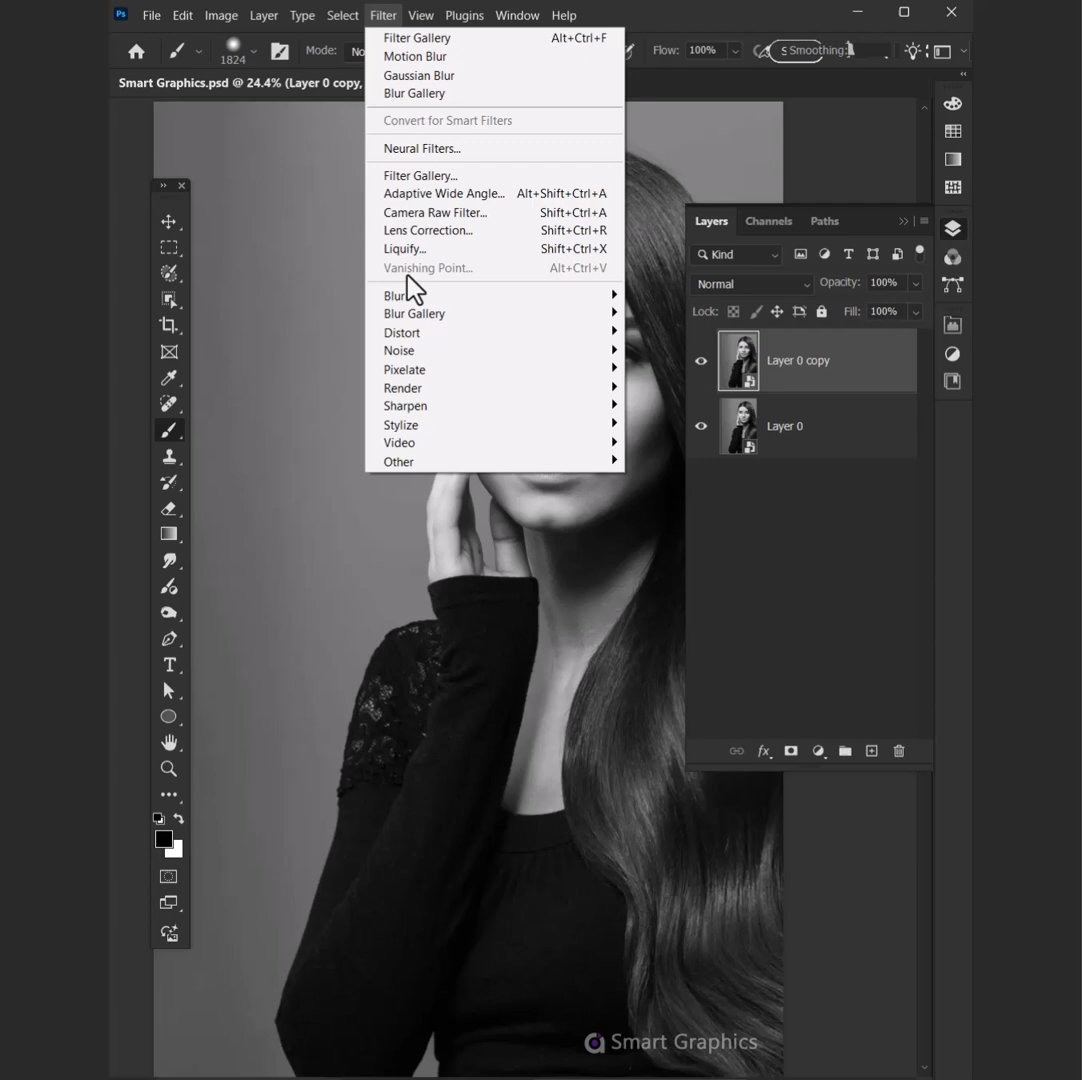 Ps File Edit Image Layer Type Select Filter View Plugins Window Help
1824 Mode: No Flow: 100% Smoothing:
Smart Graphics.psd @ 24.4% (Layer 0 copy,
Filter Gallery Alt+Ctrl+F
Motion Blur
Gaussian Blur
Blur Gallery
Convert for Smart Filters
Neural Filters...
Filter Gallery...
Adaptive Wide Angle... Alt+Shift+Ctrl+A
Camera Raw Filter... Shift+Ctrl+A
Lens Correction... Shift+Ctrl+R
Liquify... Shift+Ctrl+X
Vanishing Point... Alt+Ctrl+V
Blur
Blur Gallery
Distort
Noise
Pixelate
Render
Sharpen
Stylize
Video
Other
Layers Channels Paths
Kind
Normal Opacity: 100%
Lock: Fill: 100%
Layer 0 copy
Layer 0
fx
Smart Graphics